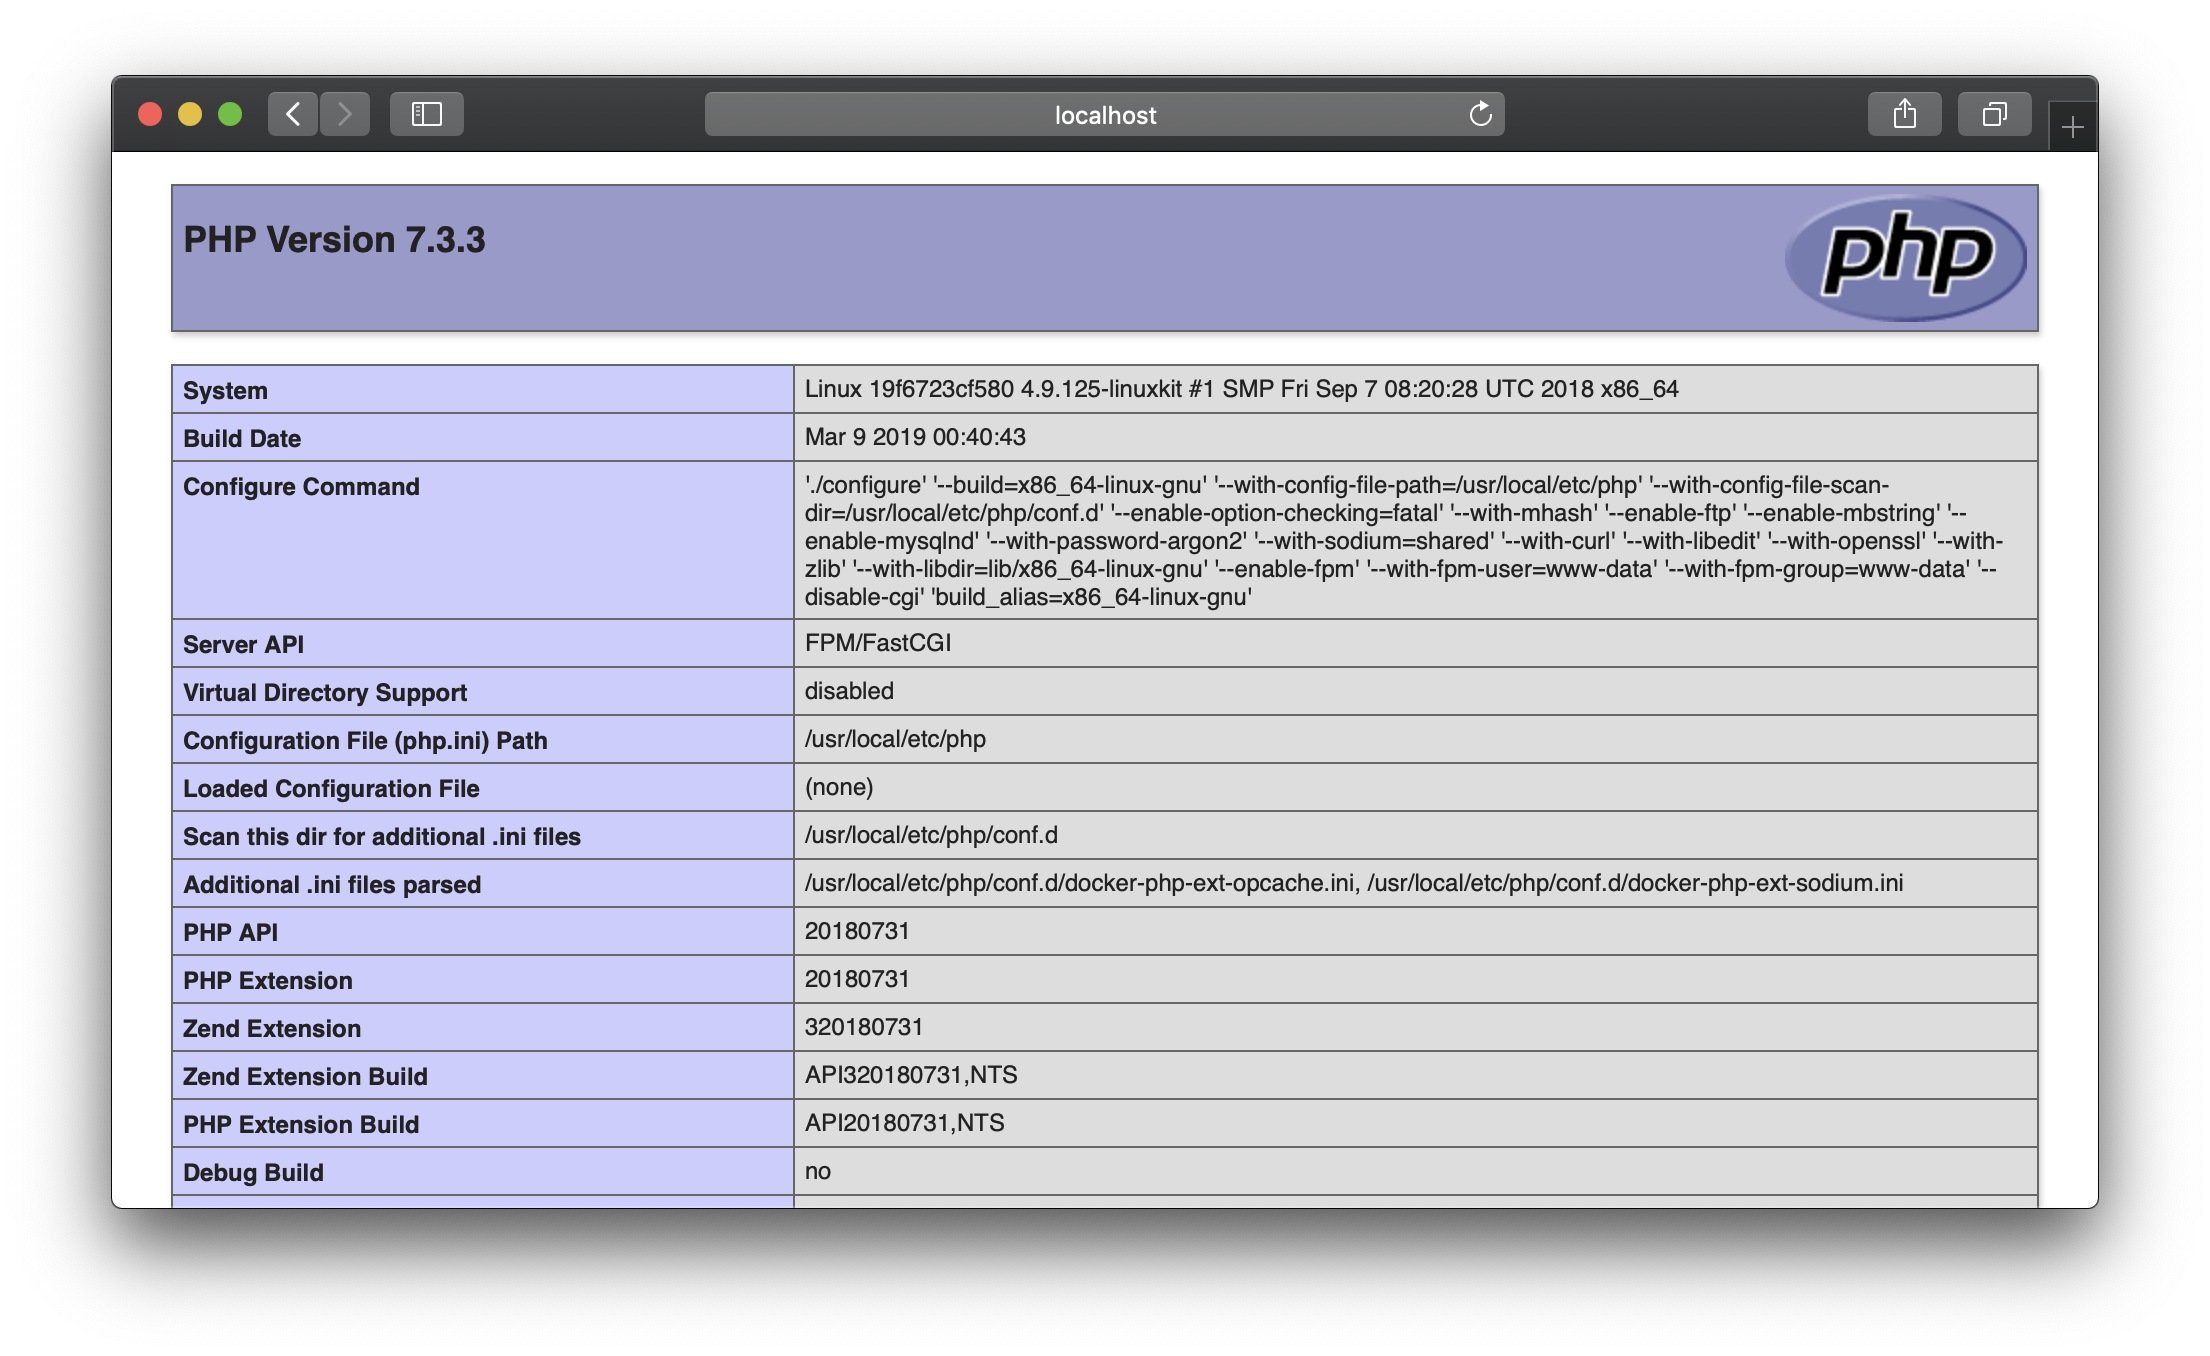 localhost
PHP Version 7.3.3
php
System
Linux 19f6723cf580 4.9.125-linuxkit #1 SMP Fri Sep 7 08:20:28 UTC 2018 x86_64
Build Date
Mar 9 2019 00:40:43
Configure Command
'./configure' '--build=x86_64-linux-gnu' '--with-config-file-path=/usr/local/etc/php' '--with-config-file-scan-
dir=/usr/local/etc/php/conf.d' '--enable-option-checking=fatal' '--with-mhash' '--enable-ftp' '--enable-mbstring' '--
enable-mysqlnd' '--with-password-argon2' '--with-sodium=shared' '--with-curl' '--with-libedit' '--with-openssl' '--with-
zlib' '--with-libdir=lib/x86_64-linux-gnu' '--enable-fpm' '--with-fpm-user=www-data' '--with-fpm-group=www-data' '--
disable-cgi' 'build_alias=x86_64-linux-gnu'
Server API
FPM/FastCGI
Virtual Directory Support
disabled
Configuration File (php.ini) Path
/usr/local/etc/php
Loaded Configuration File
(none)
Scan this dir for additional .ini files
/usr/local/etc/php/conf.d
Additional .ini files parsed
/usr/local/etc/php/conf.d/docker-php-ext-opcache.ini, /usr/local/etc/php/conf.d/docker-php-ext-sodium.ini
PHP API
20180731
PHP Extension
20180731
Zend Extension
320180731
Zend Extension Build
API320180731,NTS
PHP Extension Build
API20180731,NTS
Debug Build
no